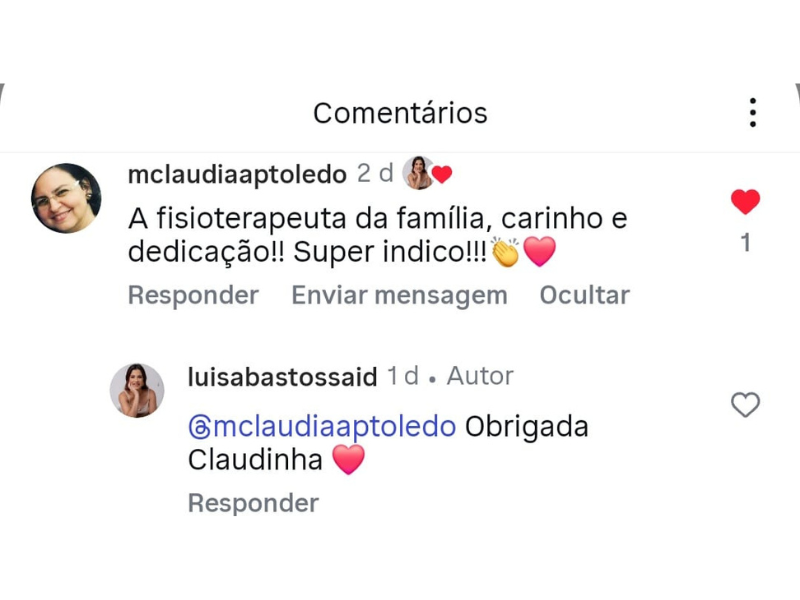 Comentários
mclaudiaaptoledo 2 d
A fisioterapeuta da família, carinho e
dedicação!! Super indico!!!👏❤️
1
Responder Enviar mensagem Ocultar
luisabastossaid 1 d • Autor
@mclaudiaaptoledo Obrigada
Claudinha ❤️
Responder